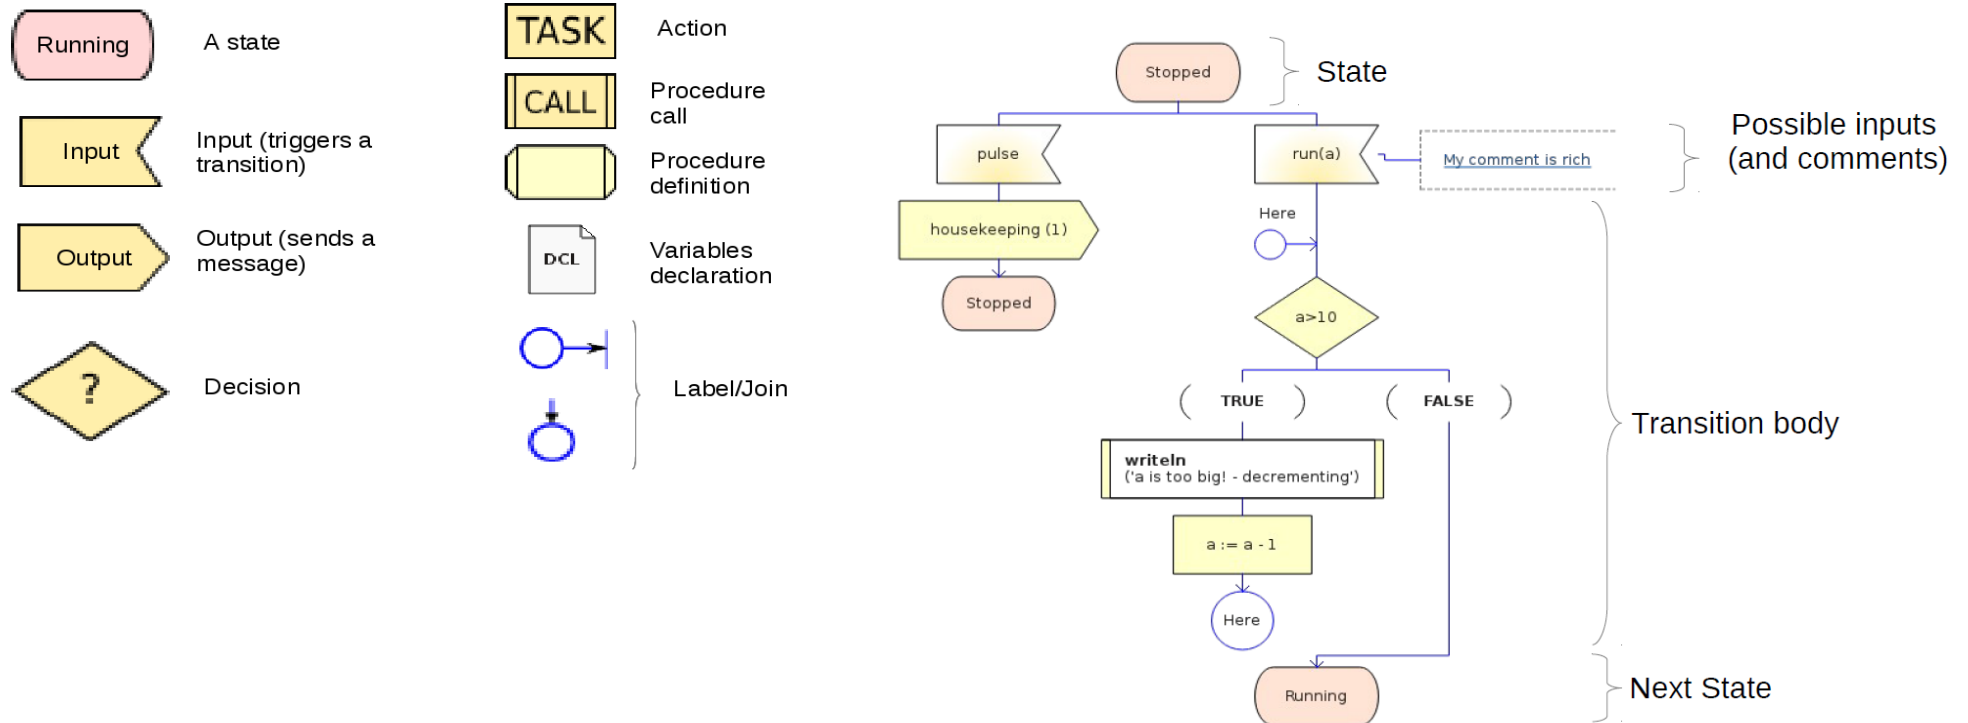 Running
A state
Input
Input (triggers a
transition)
Output
Output (sends a
message)
?
Decision
TASK
Action
CALL
Procedure
call
Procedure
definition
DCL
Variables
declaration
Label/Join
Stopped
State
pulse
run(a)
My comment is rich
Possible inputs
(and comments)
housekeeping (1)
Here
Stopped
a>10
TRUE
FALSE
writeln
('a is too big! - decrementing')
a := a - 1
Here
Transition body
Running
Next State